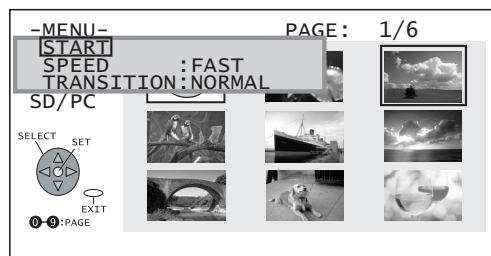 -MENU- PAGE: 1/6
START
SPEED :FAST
TRANSITION:NORMAL
SD/PC
SELECT SET
EXIT
0-9:PAGE